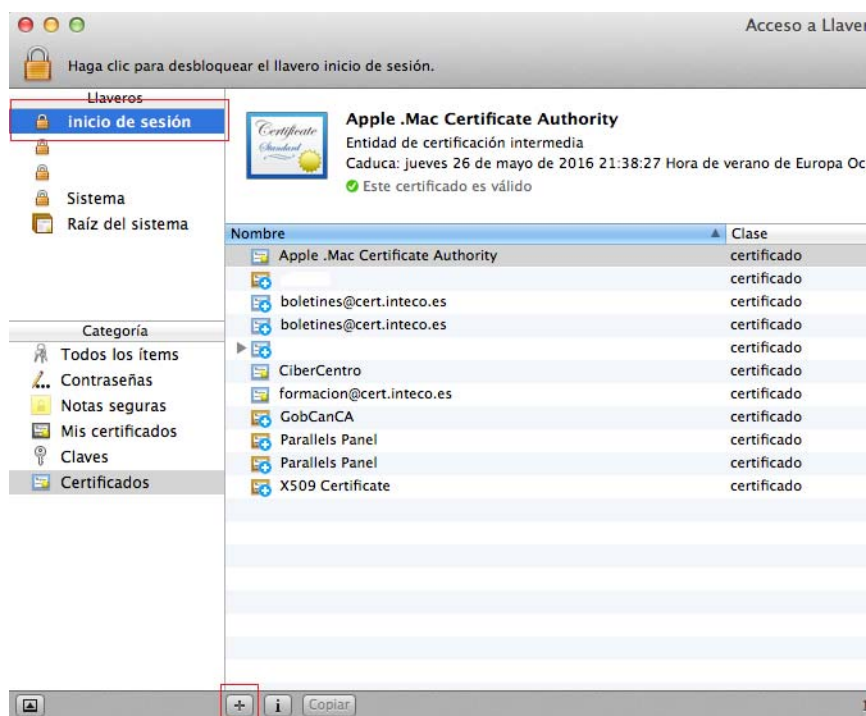 Acceso a Llaver
Haga clic para desbloquear el llavero inicio de sesión.
Llaveros
inicio de sesión
Sistema
Raíz del sistema
Certificate
Standard
Apple .Mac Certificate Authority
Entidad de certificación intermedia
Caduca: jueves 26 de mayo de 2016 21:38:27 Hora de verano de Europa Oc
Este certificado es válido
Nombre Clase
Apple .Mac Certificate Authority certificado
certificado
boletines@cert.inteco.es certificado
boletines@cert.inteco.es certificado
certificado
CiberCentro certificado
formacion@cert.inteco.es certificado
GobCanCA certificado
Parallels Panel certificado
Parallels Panel certificado
X509 Certificate certificado
Categoría
Todos los ítems
Contraseñas
Notas seguras
Mis certificados
Claves
Certificados
+ i Copiar